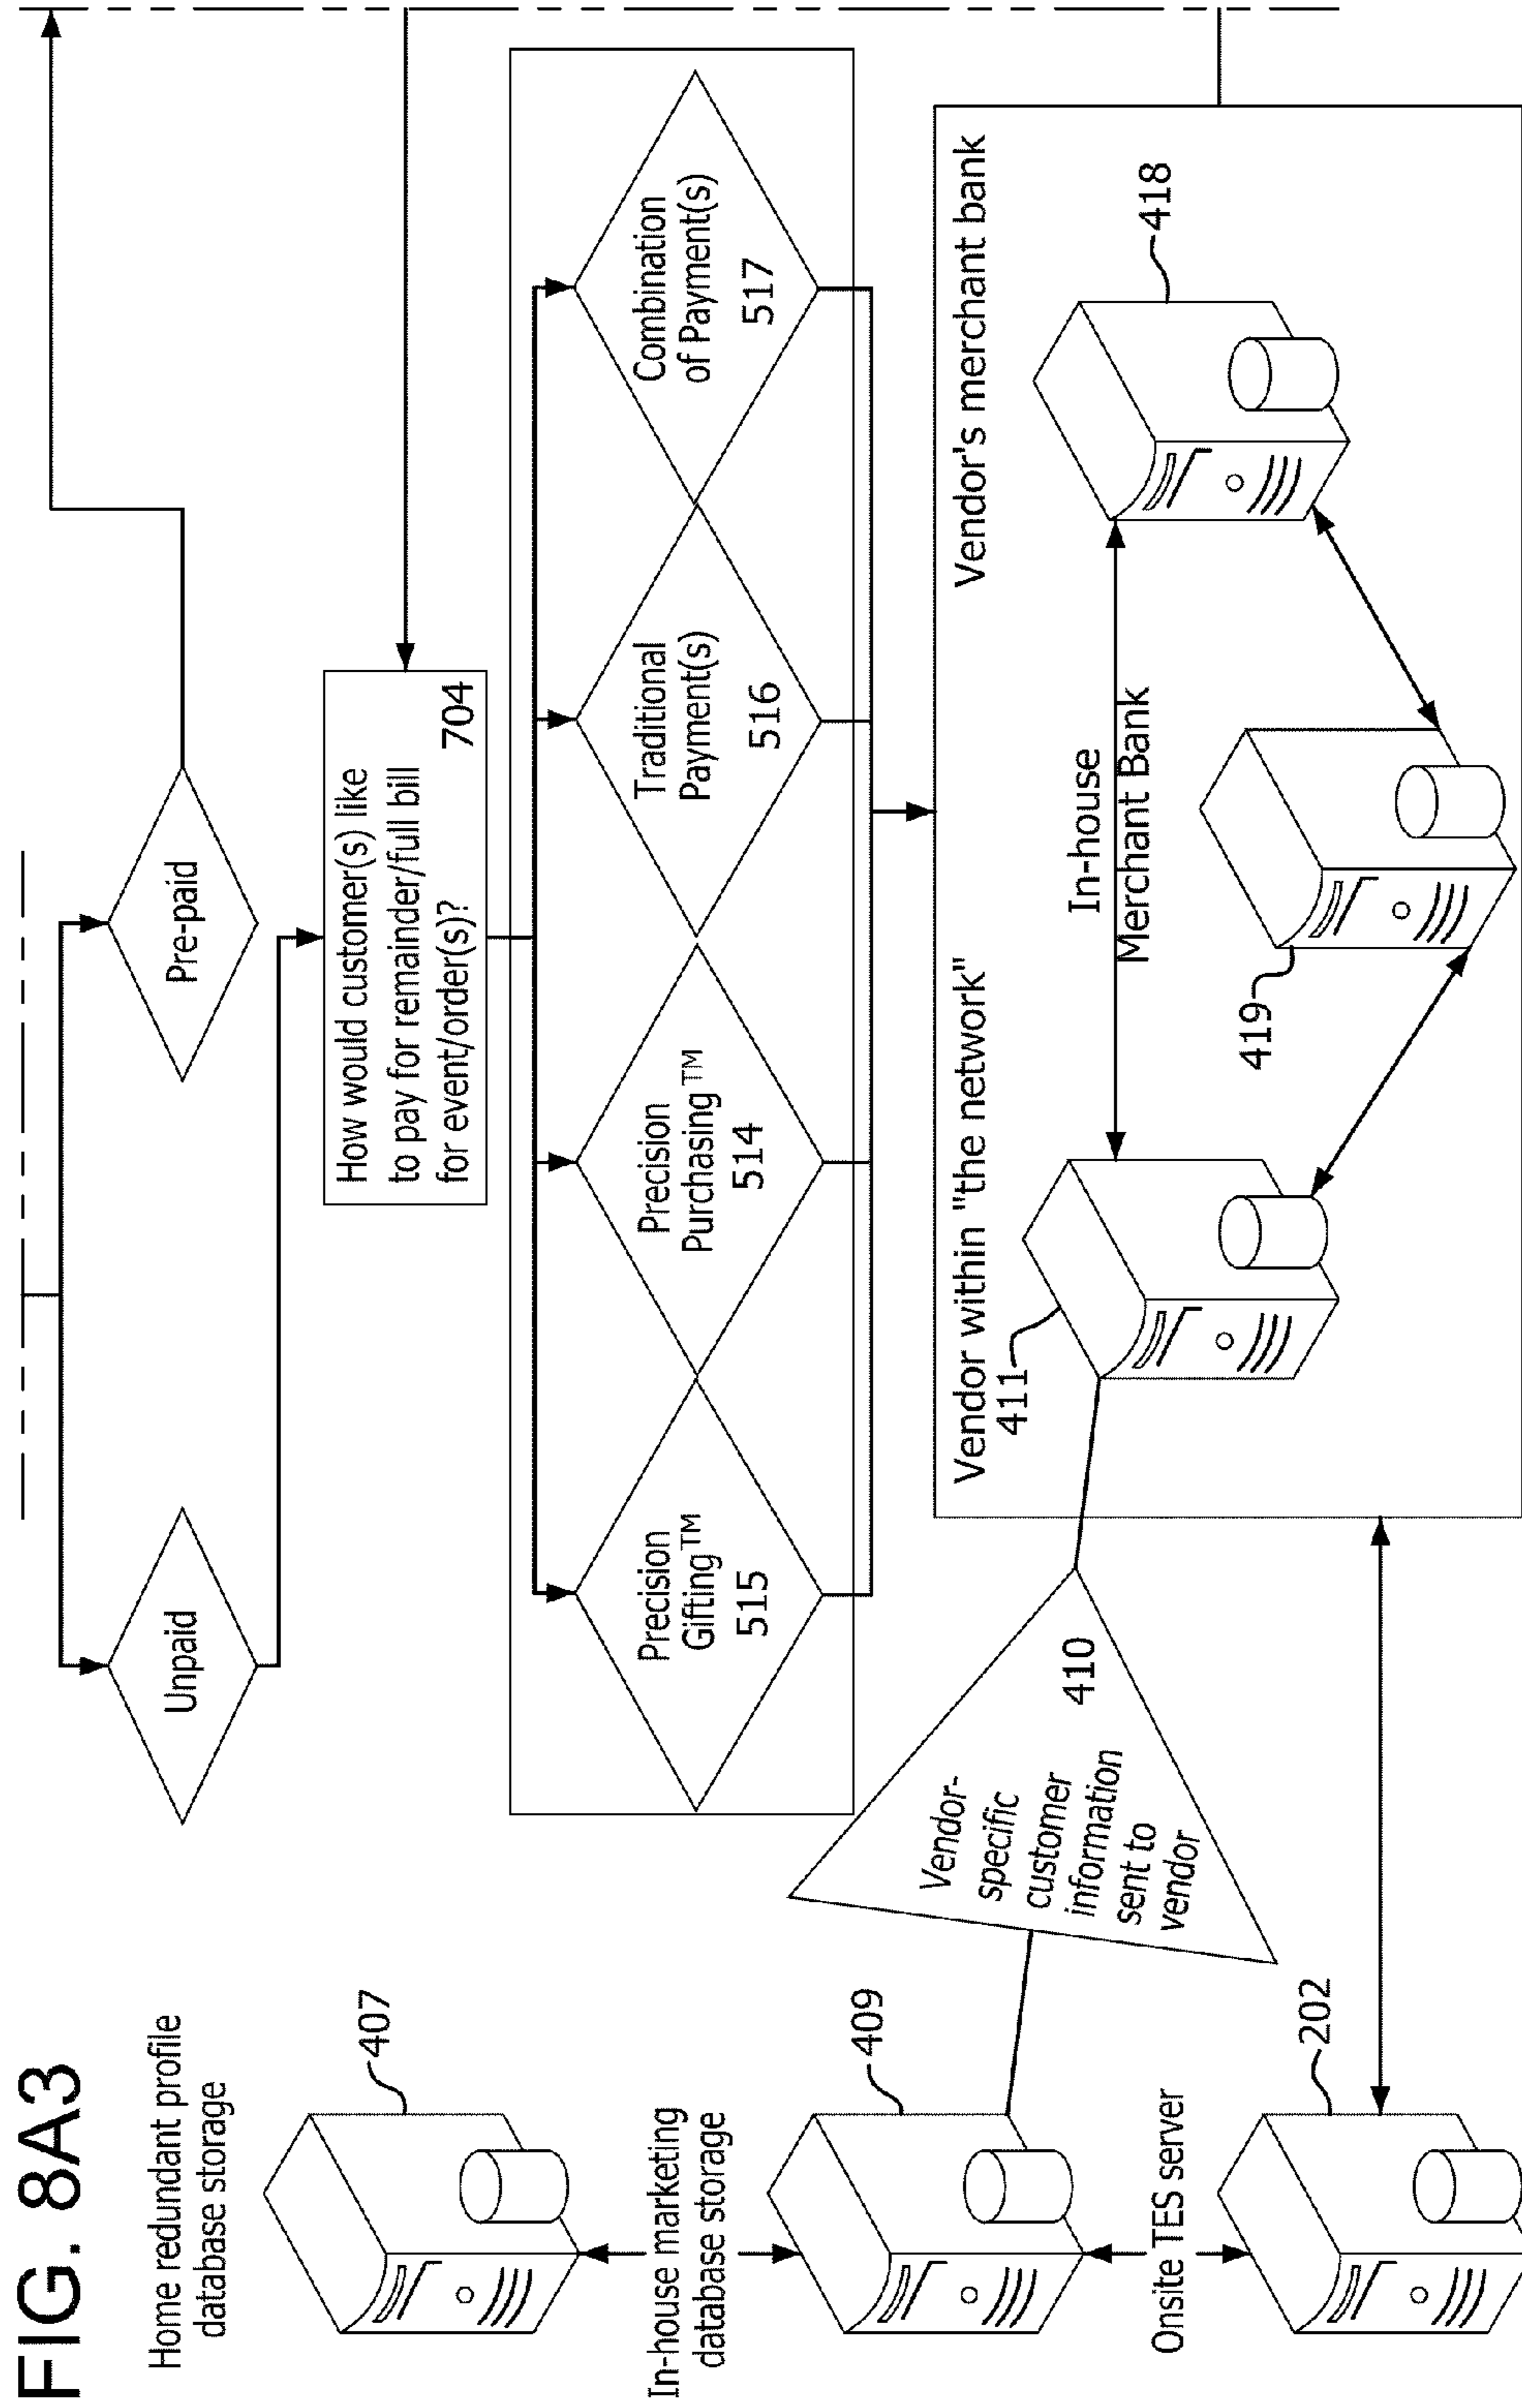 FIG. 8A3
Home redundant profile
database storage
407
In-house marketing
database storage
409
Onsite TES server
202
Unpaid
Pre-paid
How would customer(s) like
to pay for remainder/full bill
for event/order(s)?
704
Precision
Gifting™
515
Precision
Purchasing™
514
Traditional
Payment(s)
516
Combination
of Payment(s)
517
Vendor-
specific
customer
information
sent to
vendor
410
Vendor within "the network"
411
Vendor's merchant bank
418
In-house
Merchant Bank
419